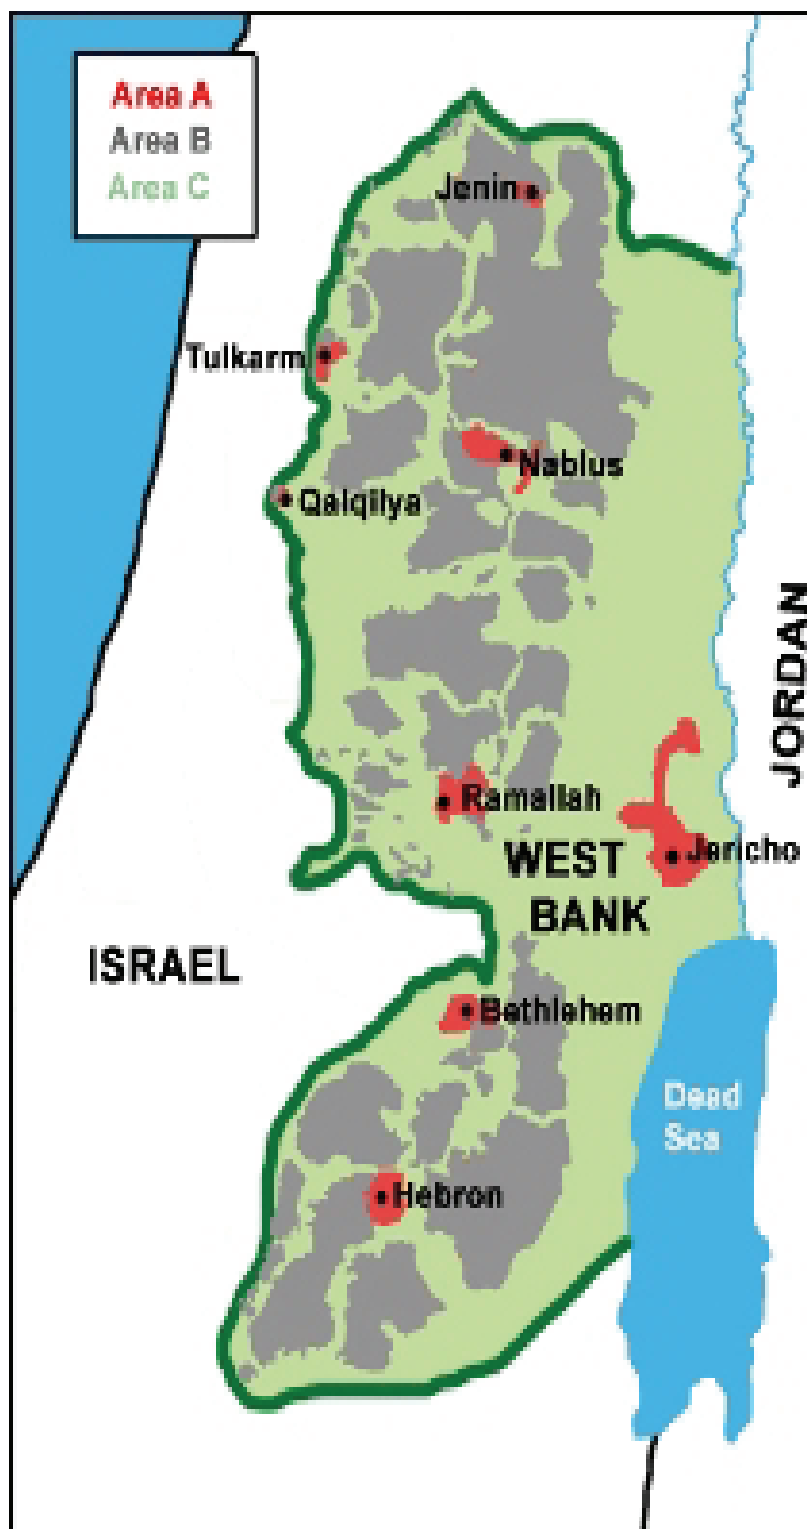 Area A
Area B
Area C
Jenin
Tulkarm
Nablus
Qalqilya
JORDAN
Ramallah
Jericho
WEST
BANK
ISRAEL
Bethlehem
Dead
Sea
Hebron